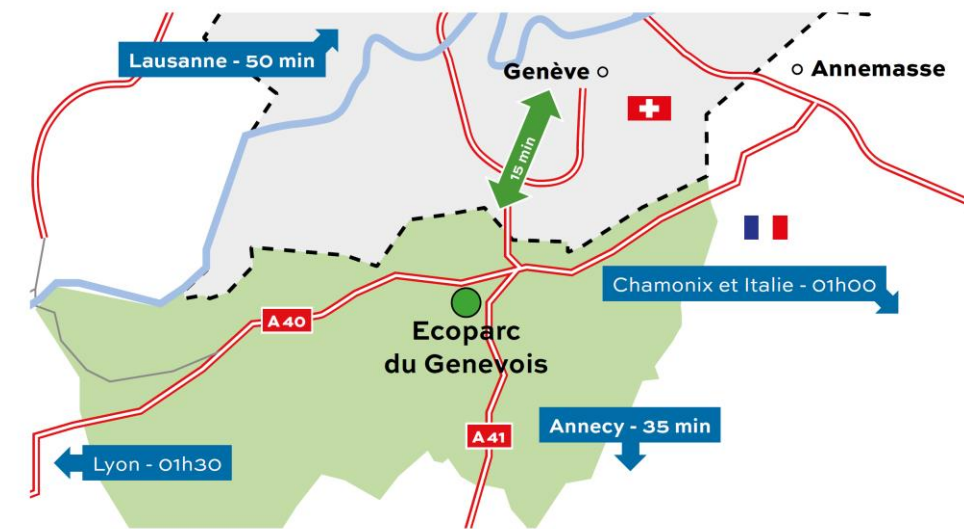 Lausanne - 50 min
Genève
Annemasse
15 min
Chamonix et Italie - 01h00
A 40
Ecoparc
du Genevois
Annecy - 35 min
A 41
Lyon - 01h30